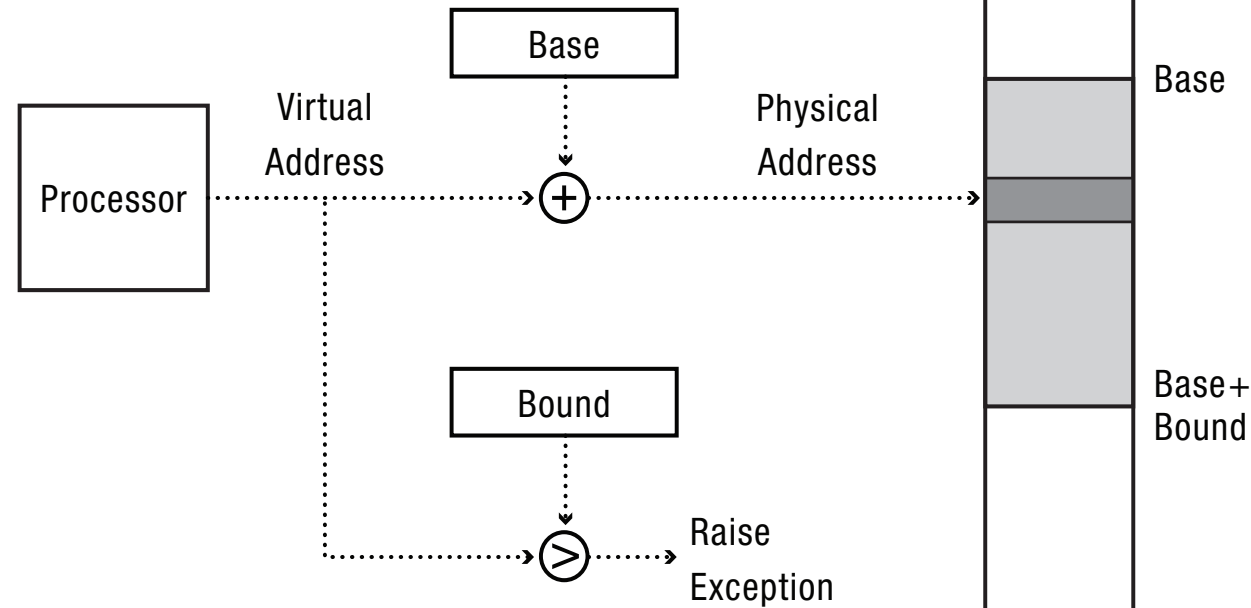 Base
Base
Virtual
Address
Physical
Address
Processor
+
Base+
Bound
Bound
>
Raise
Exception